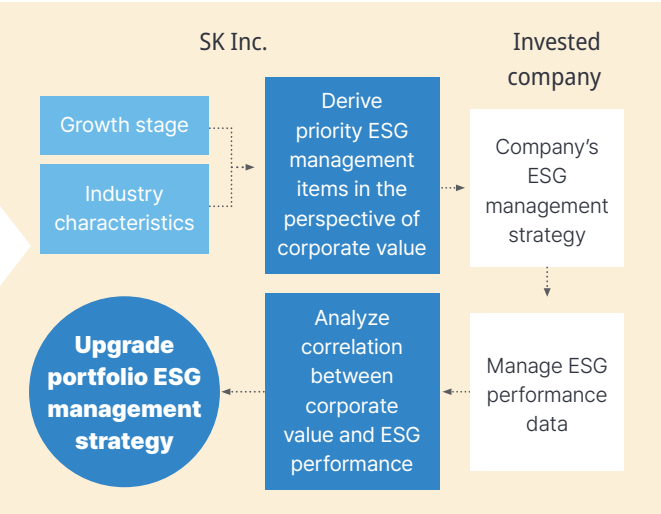 SK Inc.
Invested
company
Growth stage
Industry
characteristics
Derive
priority ESG
management
items in the
perspective of
corporate value
Company's
ESG
management
strategy
Upgrade
portfolio ESG
management
strategy
Analyze
correlation
between
corporate
value and ESG
performance
Manage ESG
performance
data